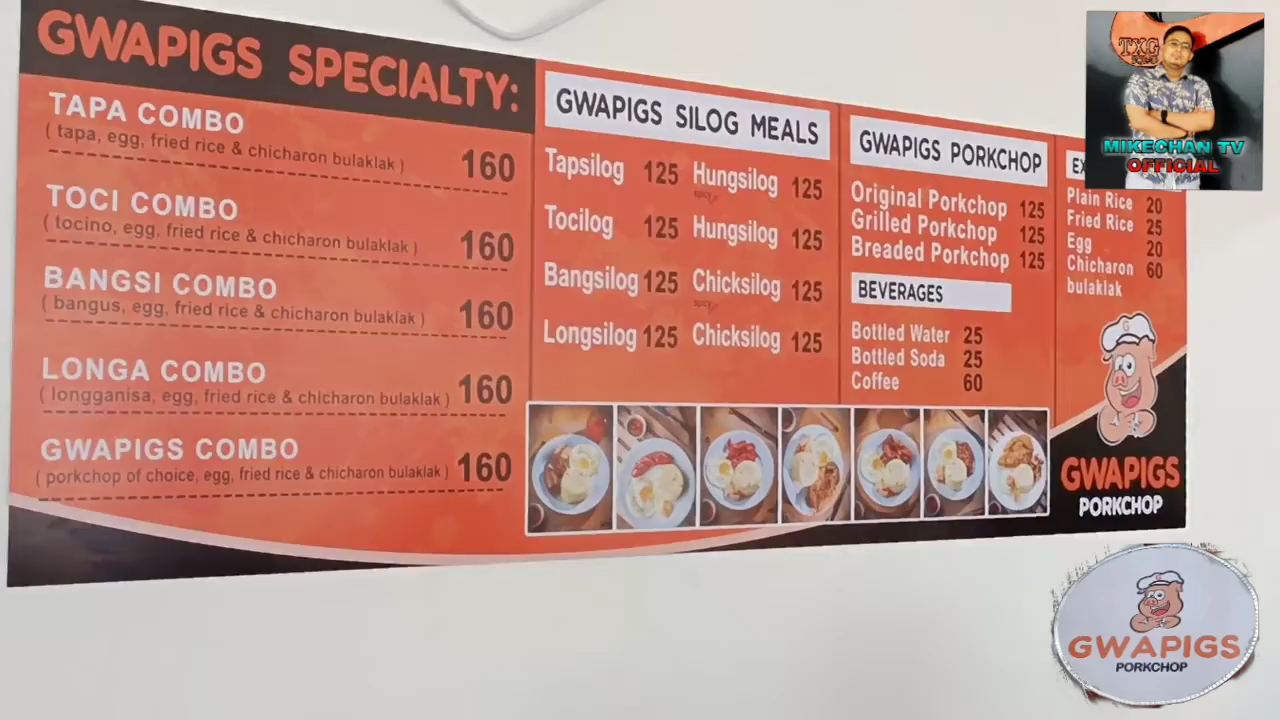 GWAPIGS SPECIALTY:
TAPA COMBO
( tapa, egg, fried rice & chicharon bulaklak )
160
TOCI COMBO
( tocino, egg, fried rice & chicharon bulaklak )
160
BANGSI COMBO
( bangus, egg, fried rice & chicharon bulaklak )
160
LONGA COMBO
( longganisa, egg, fried rice & chicharon bulaklak )
160
GWAPIGS COMBO
( porkchop of choice, egg, fried rice & chicharon bulaklak )
160
GWAPIGS SILOG MEALS
Tapsilog 125
Tocilog 125
Bangsilog 125
Longsilog 125
Hungsilog 125
spicy
Hungsilog 125
Chicksilog 125
spicy
Chicksilog 125
GWAPIGS PORKCHOP
Original Porkchop 125
Grilled Porkchop 125
Breaded Porkchop 125
BEVERAGES
Bottled Water 25
Bottled Soda 25
Coffee 60
Plain Rice 20
Fried Rice 25
Egg 20
Chicharon 60
bulaklak
G
GWAPIGS
PORKCHOP
TXG
MIKECHAN TV
OFFICIAL
GWAPIGS
PORKCHOP